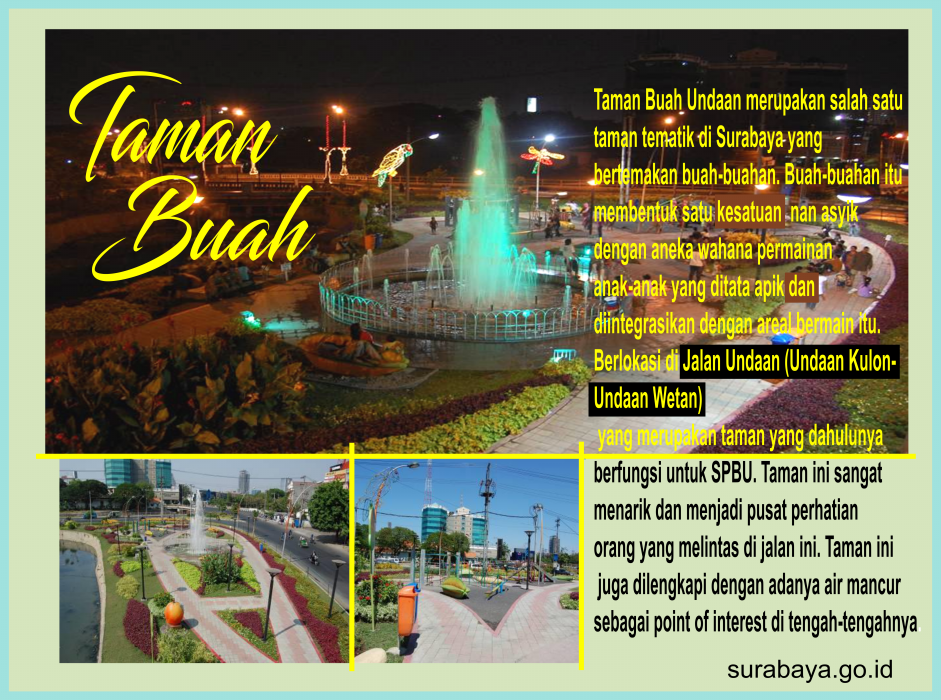 Taman
Buah
Taman Buah Undaan merupakan salah satu
taman tematik di Surabaya yang
bertemakan buah-buahan. Buah-buahan itu
membentuk satu kesatuan nan asyik
dengan aneka wahana permainan
anak-anak yang ditata apik dan
diintegrasikan dengan areal bermain itu.
Berlokasi di Jalan Undaan (Undaan Kulon-
Undaan Wetan)
yang merupakan taman yang dahulunya
berfungsi untuk SPBU. Taman ini sangat
menarik dan menjadi pusat perhatian
orang yang melintas di jalan ini. Taman ini
juga dilengkapi dengan adanya air mancur
sebagai point of interest di tengah-tengahnya
surabaya.go.id